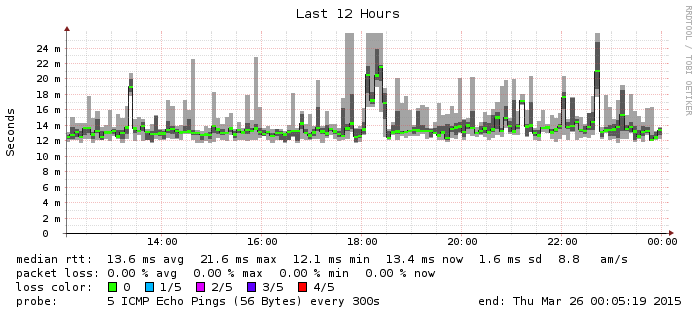 Last 12 Hours
RRDTOOL / TOBI OETIKER
Seconds
24 m
22 m
20 m
18 m
16 m
14 m
12 m
10 m
8 m
6 m
4 m
2 m
0
14:00 16:00 18:00 20:00 22:00 00:00
median rtt: 13.6 ms avg 21.6 ms max 12.1 ms min 13.4 ms now 1.6 ms sd 8.8 am/s
packet loss: 0.00 % avg 0.00 % max 0.00 % min 0.00 % now
loss color: 0 1/5 2/5 3/5 4/5
probe: 5 ICMP Echo Pings (56 Bytes) every 300s end: Thu Mar 26 00:05:19 2015